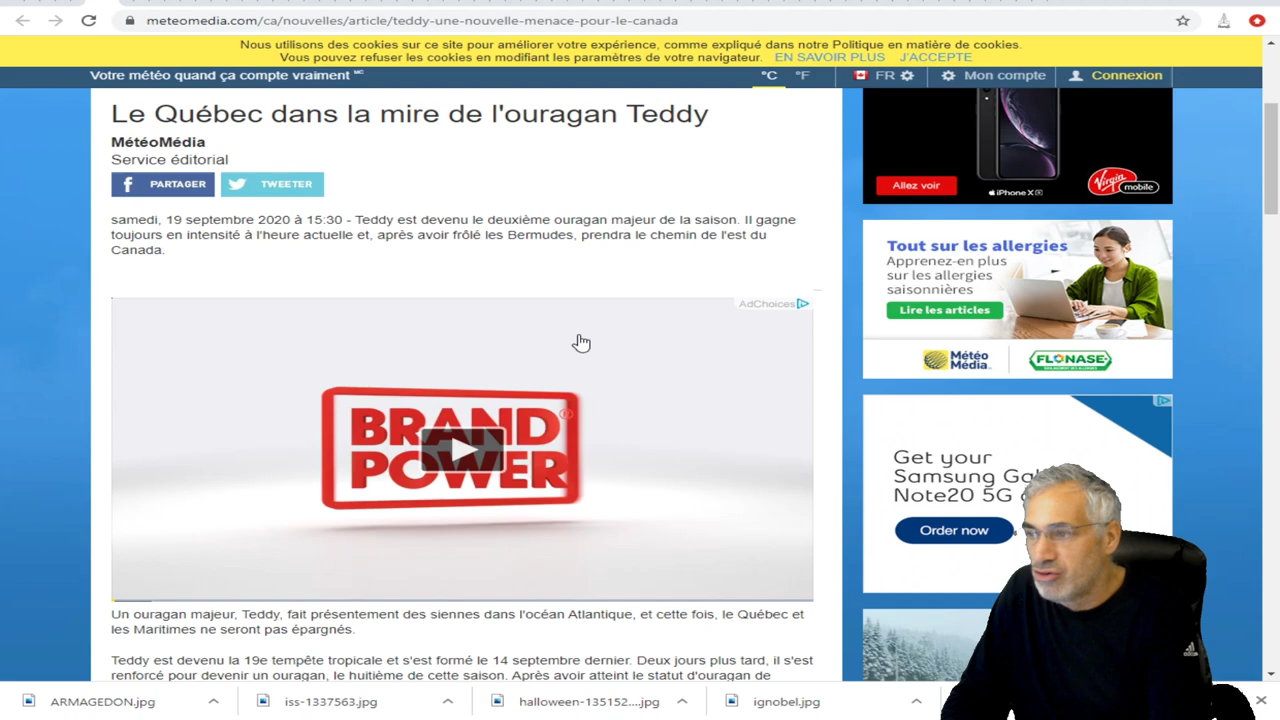 meteomedia.com/ca/nouvelles/article/teddy-une-nouvelle-menace-pour-le-canada
Nous utilisons des cookies sur ce site pour améliorer votre expérience, comme expliqué dans notre Politique en matière de cookies.
Vous pouvez refuser les cookies en modifiant les paramètres de votre navigateur. EN SAVOIR PLUS J'ACCEPTE
Votre météo quand ça compte vraiment MC
°C °F FR Mon compte Connexion
Le Québec dans la mire de l'ouragan Teddy
MétéoMédia
Service éditorial
PARTAGER
TWEETER
samedi, 19 septembre 2020 à 15:30 - Teddy est devenu le deuxième ouragan majeur de la saison. Il gagne
toujours en intensité à l'heure actuelle et, après avoir frôlé les Bermudes, prendra le chemin de l'est du
Canada.
AdChoices
BRAND
POWER
Un ouragan majeur, Teddy, fait présentement des siennes dans l'océan Atlantique, et cette fois, le Québec et
les Maritimes ne seront pas épargnés.
Teddy est devenu la 19e tempête tropicale et s'est formé le 14 septembre dernier. Deux jours plus tard, il s'est
renforcé pour devenir un ouragan, le huitième de cette saison. Après avoir atteint le statut d'ouragan de
Allez voir
iPhone XR
Virgin
mobile
Tout sur les allergies
Apprenez-en plus
sur les allergies
saisonnières
Lire les articles
Météo
Média
FLONASE
Get your
Samsung
Note20 5G
Order now
ARMAGEDON.jpg
iss-1337563.jpg
halloween-135152....jpg
ignobel.jpg